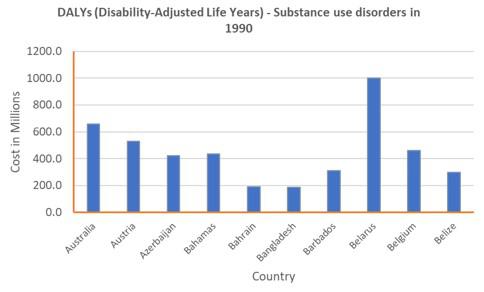 DALYs (Disability-Adjusted Life Years) - Substance use disorders in
1990
1200.0
1000.0
800.0
600.0
400.0
200.0
0.0
Cost in Millions
Australia
Austria
Azerbaijan
Bahamas
Bahrain
Bangladesh
Barbados
Belarus
Belgium
Belize
Country